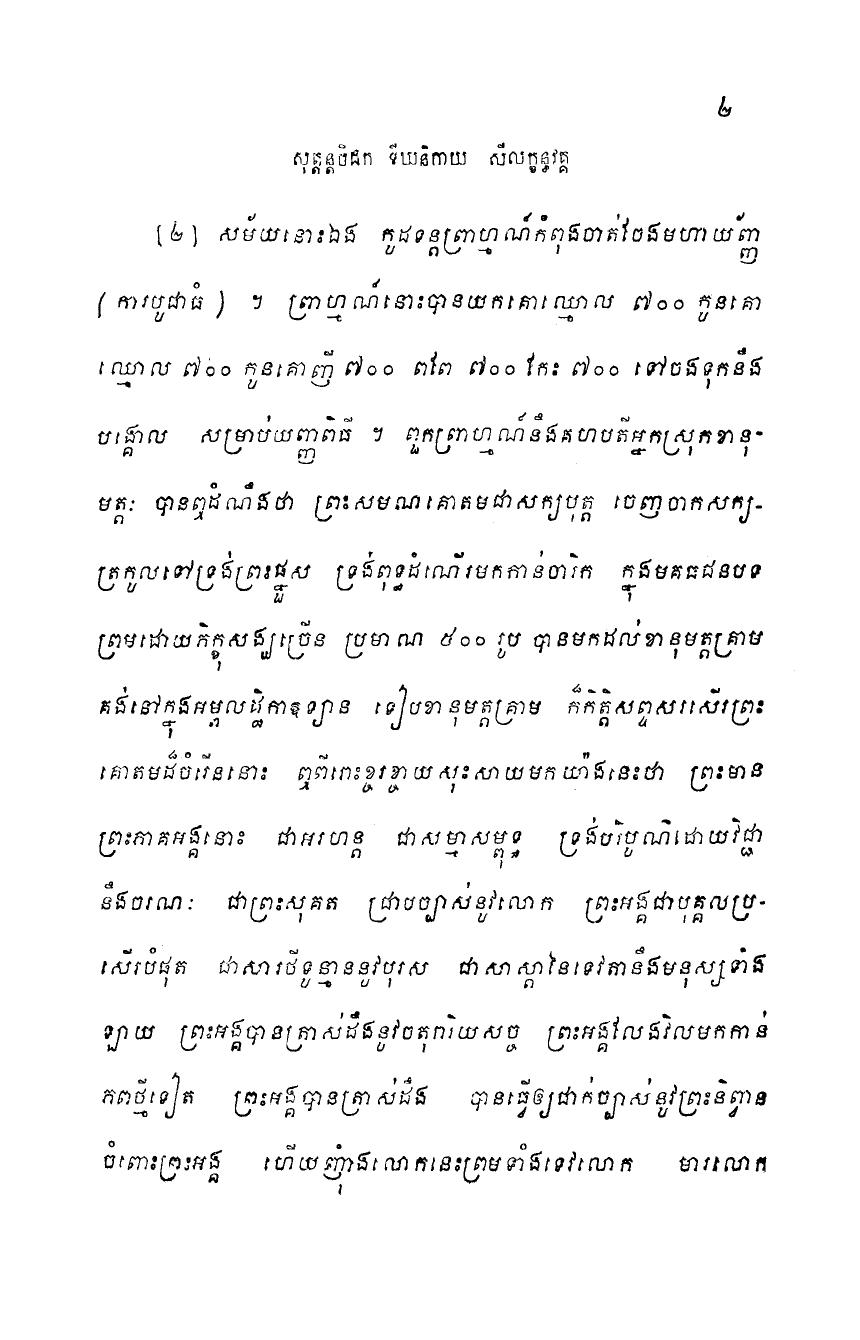 ២
សុត្តន្តបិដក ទីឃនិកាយ សីលក្ខន្ធវគ្គ
[២] សម័យនោះឯង កូដទន្តព្រាហ្មណ៍កំពុងចាត់ចែងមហាយ័ញ្ញ
( ការបូជាធំ ) ។ ព្រាហ្មណ៍នោះបានយកគោឈ្មោល ៧០០ កូនគោ
ឈ្មោល ៧០០ កូនគោញី ៧០០ ពពែ ៧០០ កែះ ៧០០ ទៅចងទុកនឹង
បង្គោល សម្រាប់យញ្ញពិធី ។ ពួកព្រាហ្មណ៍នឹងគហបតីអ្នកស្រុកខានុ-
មត្តៈ បានឮដំណឹងថា ព្រះសមណគោតមជាសក្យបុត្ត ចេញចាកសក្យ-
ត្រកូលទៅទ្រង់ព្រះផ្នួស ទ្រង់ពុទ្ធដំណើរមកកាន់ចារិក ក្នុងមគធជនបទ
ព្រមដោយភិក្ខុសង្ឃច្រើន ប្រមាណ ៥០០ រូប បានមកដល់ខានុមត្តគ្រាម
គង់នៅក្នុងអម្ពលដ្ឋិកាឧទ្យាន ទៀបខានុមត្តគ្រាម ក៏កិត្តិសព្ទសរសើរព្រះ
គោតមដ៏ចំរើននោះ ឮពីរោះខ្ចរខ្ចាយសុះសាយមកយ៉ាងនេះថា ព្រះមាន
ព្រះភាគអង្គនោះ ជាអរហន្ត ជាសម្មាសម្ពុទ្ធ ទ្រង់បរិបូណ៌ដោយវិជ្ជា
នឹងចរណៈ ជាព្រះសុគត ជ្រាបច្បាស់នូវលោក ព្រះអង្គជាបុគ្គលប្រ-
សើរបំផុត ជាសារថីទូន្មាននូវបុរស ជាសាស្តានៃទេវតានឹងមនុស្សទាំង
ឡាយ ព្រះអង្គបានត្រាស់ដឹងនូវចតុរារិយសច្ច ព្រះអង្គលែងវិលមកកាន់
ភពថ្មីទៀត ព្រះអង្គបានត្រាស់ដឹង បានធ្វើឲ្យជាក់ច្បាស់នូវព្រះនិព្វាន
ចំពោះព្រះអង្គ ហើយញុំាងលោកនេះព្រមទាំងទេវលោក មារលោក